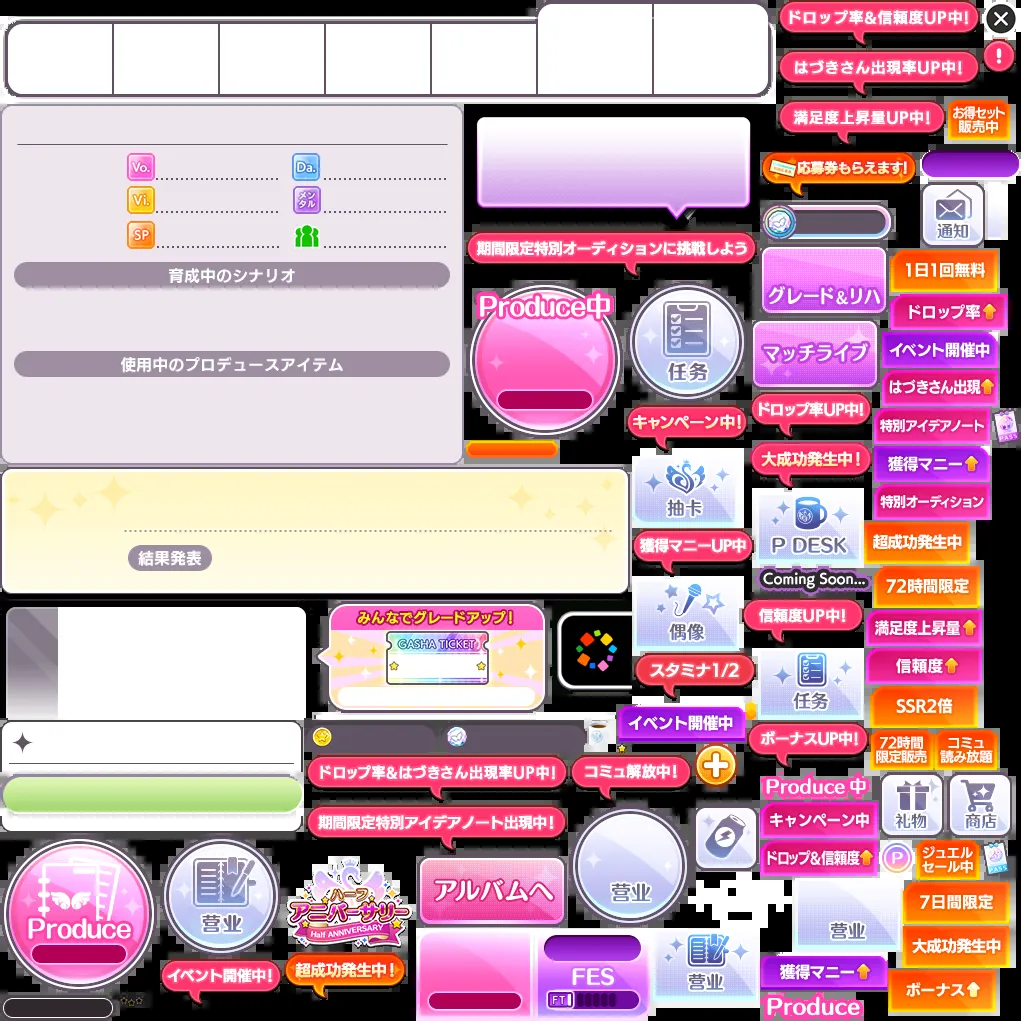 ドロップ率&信頼度UP中!
はづきさん出現率UP中!
満足度上昇量UP中!
お得セット
販売中
応募券もらえます!
通知
Vo.
Da.
Vi.
メン
タル
SP
育成中のシナリオ
使用中のプロデュースアイテム
期間限定特別オーディションに挑戦しよう
グレード&リハ
1日1回無料
ドロップ率
Produce中
任务
マッチライブ
イベント開催中
はづきさん出現
キャンペーン中!
ドロップ率UP中!
特別アイデアノート
PASS
大成功発生中!
獲得マニー
抽卡
特別オーディション
P DESK
獲得マニーUP中
超成功発生中
結果発表
Coming Soon...
72時間限定
偶像
信頼度UP中!
満足度上昇量
みんなでグレードアップ!
GASHA TICKET
スタミナ1/2
信頼度
任务
SSR2倍
イベント開催中
ボーナスUP中!
72時間
限定販売
コミュ
読み放題
ドロップ率&はづきさん出現率UP中!
コミュ解放中!
Produce 中
礼物
商店
期間限定特別アイデアノート出現中!
キャンペーン中
ドロップ&信頼度
P
ジュエル
セール中
PASS
Produce
营业
ハーフ
アニバーサリー
Half ANNIVERSARY
アルバムへ
营业
7日間限定
营业
大成功発生中
イベント開催中!
超成功発生中!
FES
FT
营业
獲得マニー
ボーナス
Produce